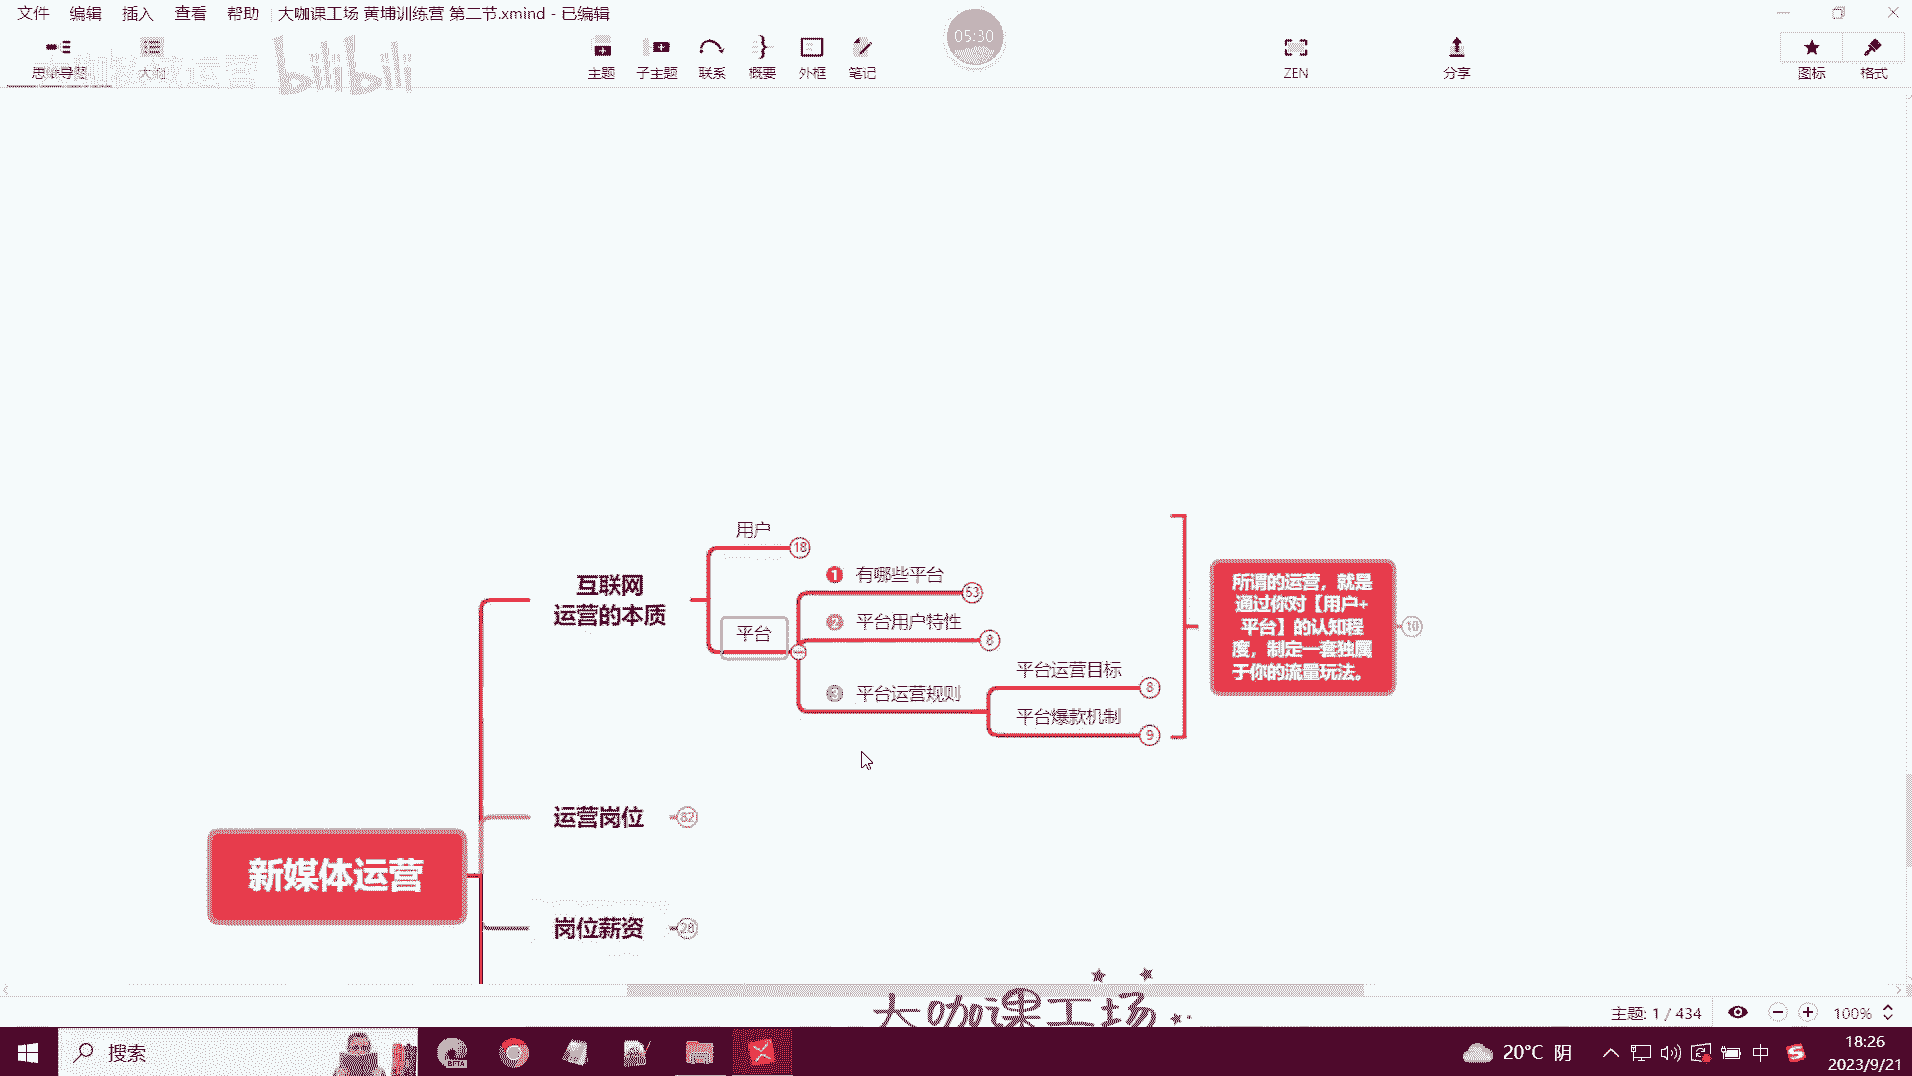 文件 编辑 插入 查看 帮助 大咖课工场 黄埔训练营 第二节.xmind - 已编辑
05:30
思维导图 大纲 主题 子主题 联系 概要 外框 笔记 ZEN 分享 图标 格式
bilibili
用户
18
互联网
运营的本质
平台
1 有哪些平台
53
2 平台用户特性
8
3 平台运营规则
平台运营目标
8
平台爆款机制
9
所谓的运营，就是
通过你对【用户+
平台】的认知程
度，制定一套独属
于你的流量玩法。
10
运营岗位
82
新媒体运营
岗位薪资
28
大咖课工场
主题: 1 / 434
100%
搜索
BETA
20°C 阴
中
18:26
2023/9/21